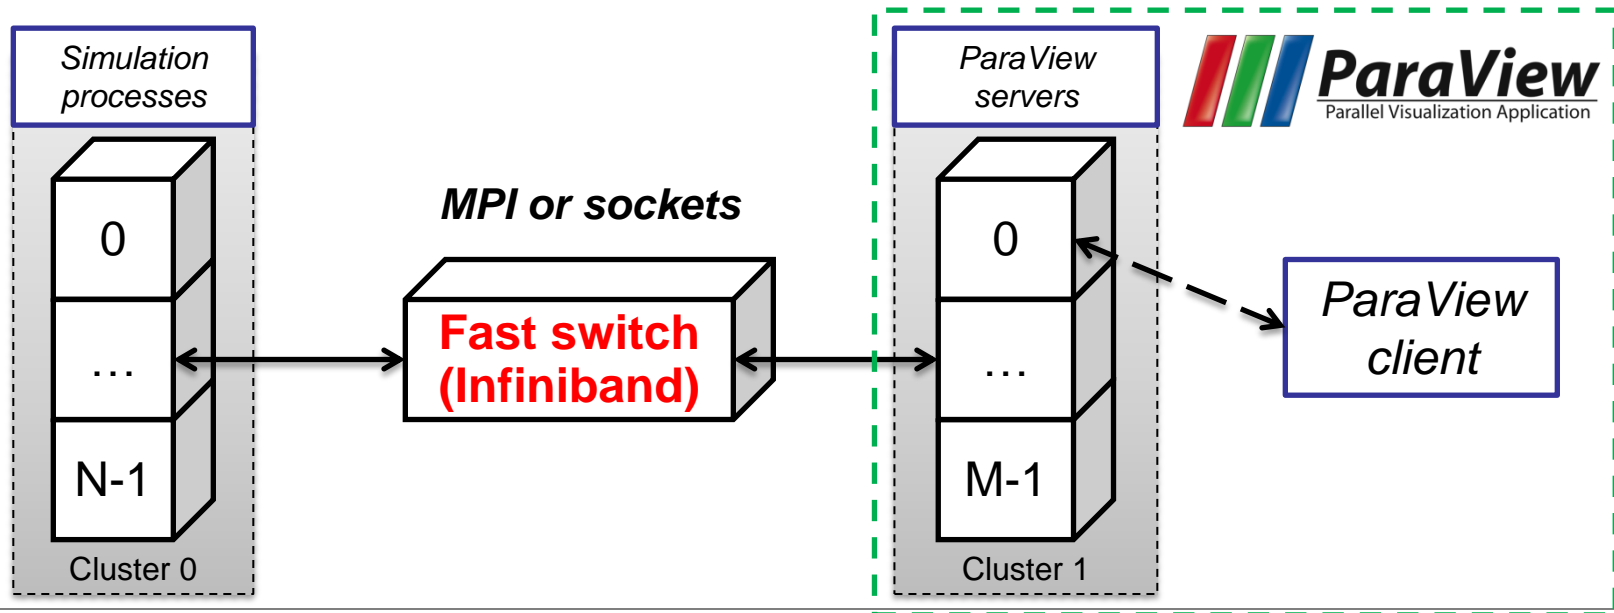 Simulation
processes
0
...
N-1
Cluster 0
MPI or sockets
Fast switch
(Infiniband)
ParaView
servers
0
...
M-1
Cluster 1
ParaView
Parallel Visualization Application
ParaView
client